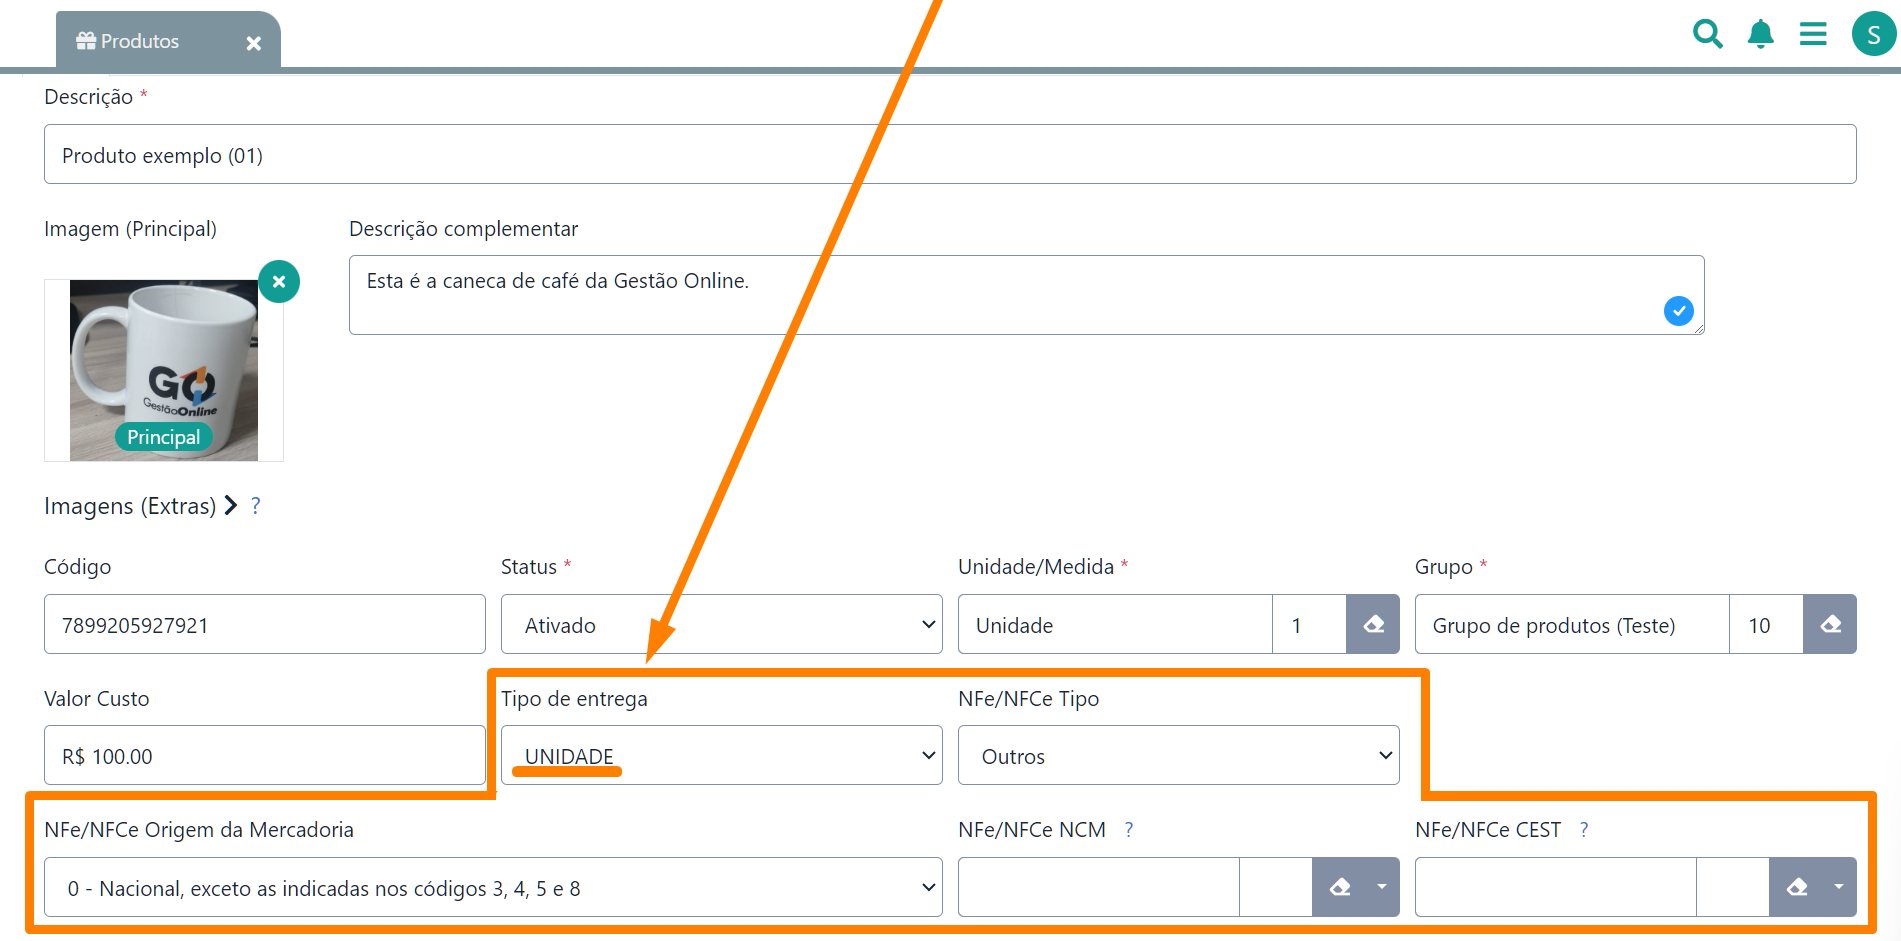 Produtos
S
Descrição *
Produto exemplo (01)
Imagem (Principal)
Descrição complementar
Esta é a caneca de café da Gestão Online.
GO
GestãoOnline
Principal
Imagens (Extras) ?
Código
Status *
Unidade/Medida *
Grupo *
7899205927921
Ativado
Unidade
1
Grupo de produtos (Teste)
10
Valor Custo
Tipo de entrega
NFe/NFCe Tipo
R$ 100.00
UNIDADE
Outros
NFe/NFCe Origem da Mercadoria
NFe/NFCe NCM ?
NFe/NFCe CEST ?
0 - Nacional, exceto as indicadas nos códigos 3, 4, 5 e 8